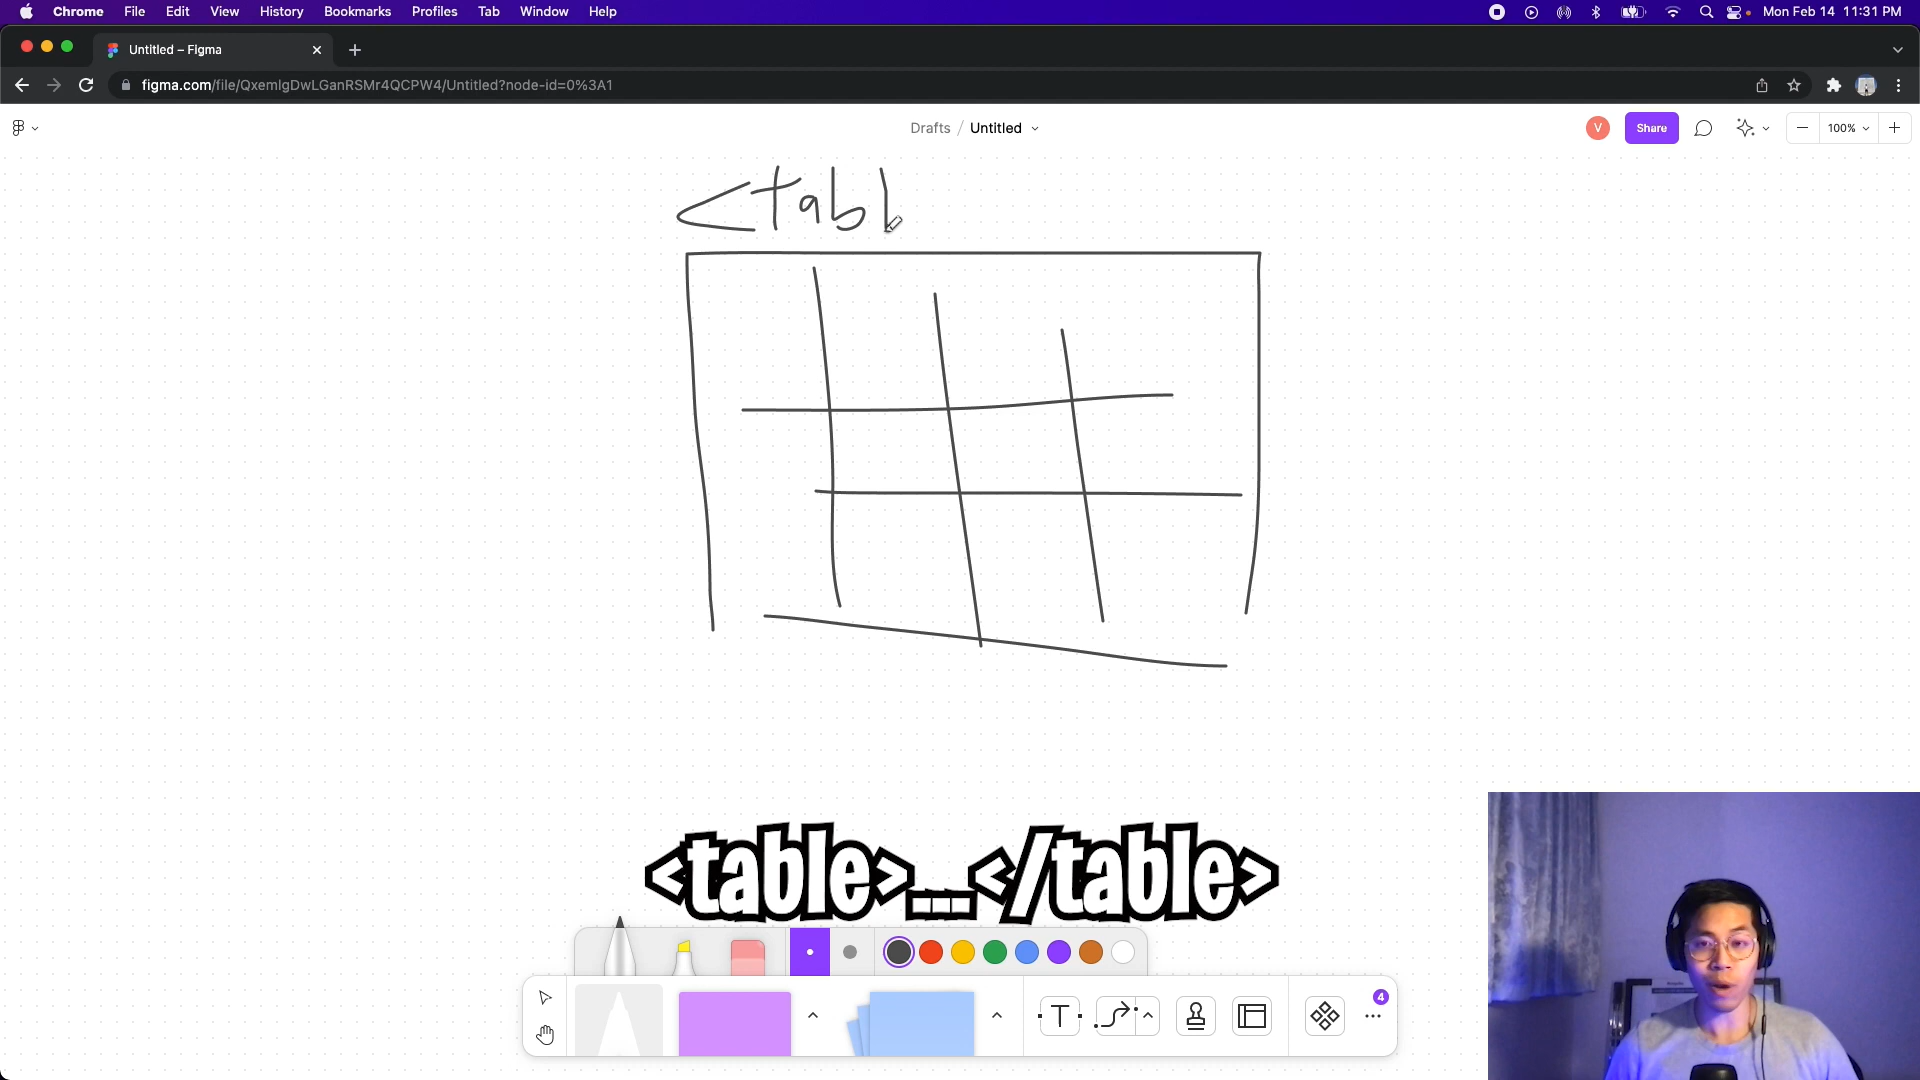 Chrome File Edit View History Bookmarks Profiles Tab Window Help Mon Feb 14 11:31 PM
Untitled – Figma
figma.com/file/QxemIgDwLGanRSMr4QCPW4/Untitled?node-id=0%3A1
Drafts / Untitled V Share 100%
<tabl
<table>...</table>
T 4